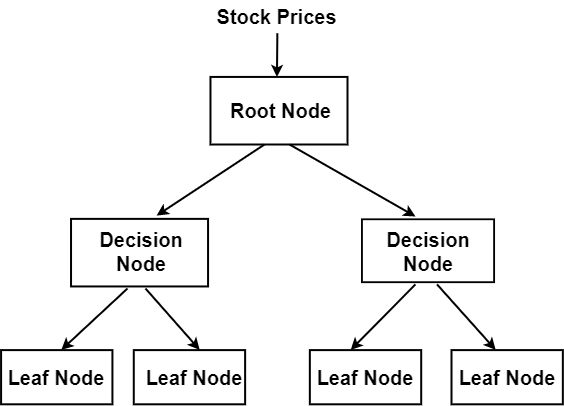 Stock Prices
Root Node
Decision
Node
Decision
Node
Leaf Node
Leaf Node
Leaf Node
Leaf Node